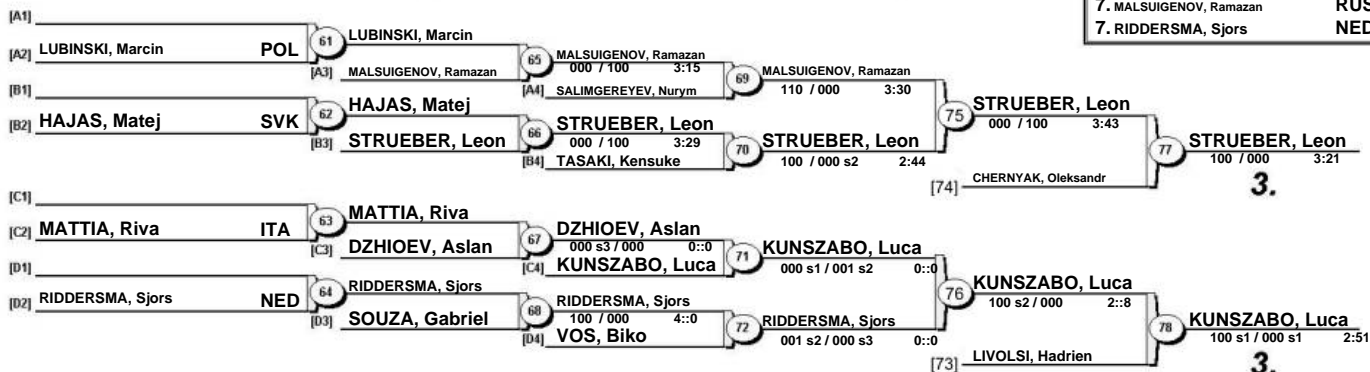 7. MALSUIGENOV, Ramazan RUS
7. RIDDERSMA, Sjors NED
[A1]
[A2] LUBINSKI, Marcin POL
61 LUBINSKI, Marcin
[A3] MALSUIGENOV, Ramazan
65 MALSUIGENOV, Ramazan
000 / 100 3:15
[A4] SALIMGEREYEV, Nurym
69 MALSUIGENOV, Ramazan
110 / 000 3:30
[B1]
[B2] HAJAS, Matej SVK
62 HAJAS, Matej
[B3] STRUEBER, Leon
66 STRUEBER, Leon
000 / 100 3:29
[B4] TASAKI, Kensuke
70 STRUEBER, Leon
100 / 000 s2 2:44
75 STRUEBER, Leon
000 / 100 3:43
[74] CHERNYAK, Oleksandr
77 STRUEBER, Leon
100 / 000 3:21
3.
[C1]
[C2] MATTIA, Riva ITA
63 MATTIA, Riva
[C3] DZHIOEV, Aslan
67 DZHIOEV, Aslan
000 s3 / 000 0::0
[C4] KUNSZABO, Luca
71 KUNSZABO, Luca
000 s1 / 001 s2 0::0
[D1]
[D2] RIDDERSMA, Sjors NED
64 RIDDERSMA, Sjors
[D3] SOUZA, Gabriel
68 RIDDERSMA, Sjors
100 / 000 4::0
[D4] VOS, Biko
72 RIDDERSMA, Sjors
001 s2 / 000 s3 0::0
76 KUNSZABO, Luca
100 s2 / 000 2::8
[73] LIVOLSI, Hadrien
78 KUNSZABO, Luca
100 s1 / 000 s1 2:51
3.